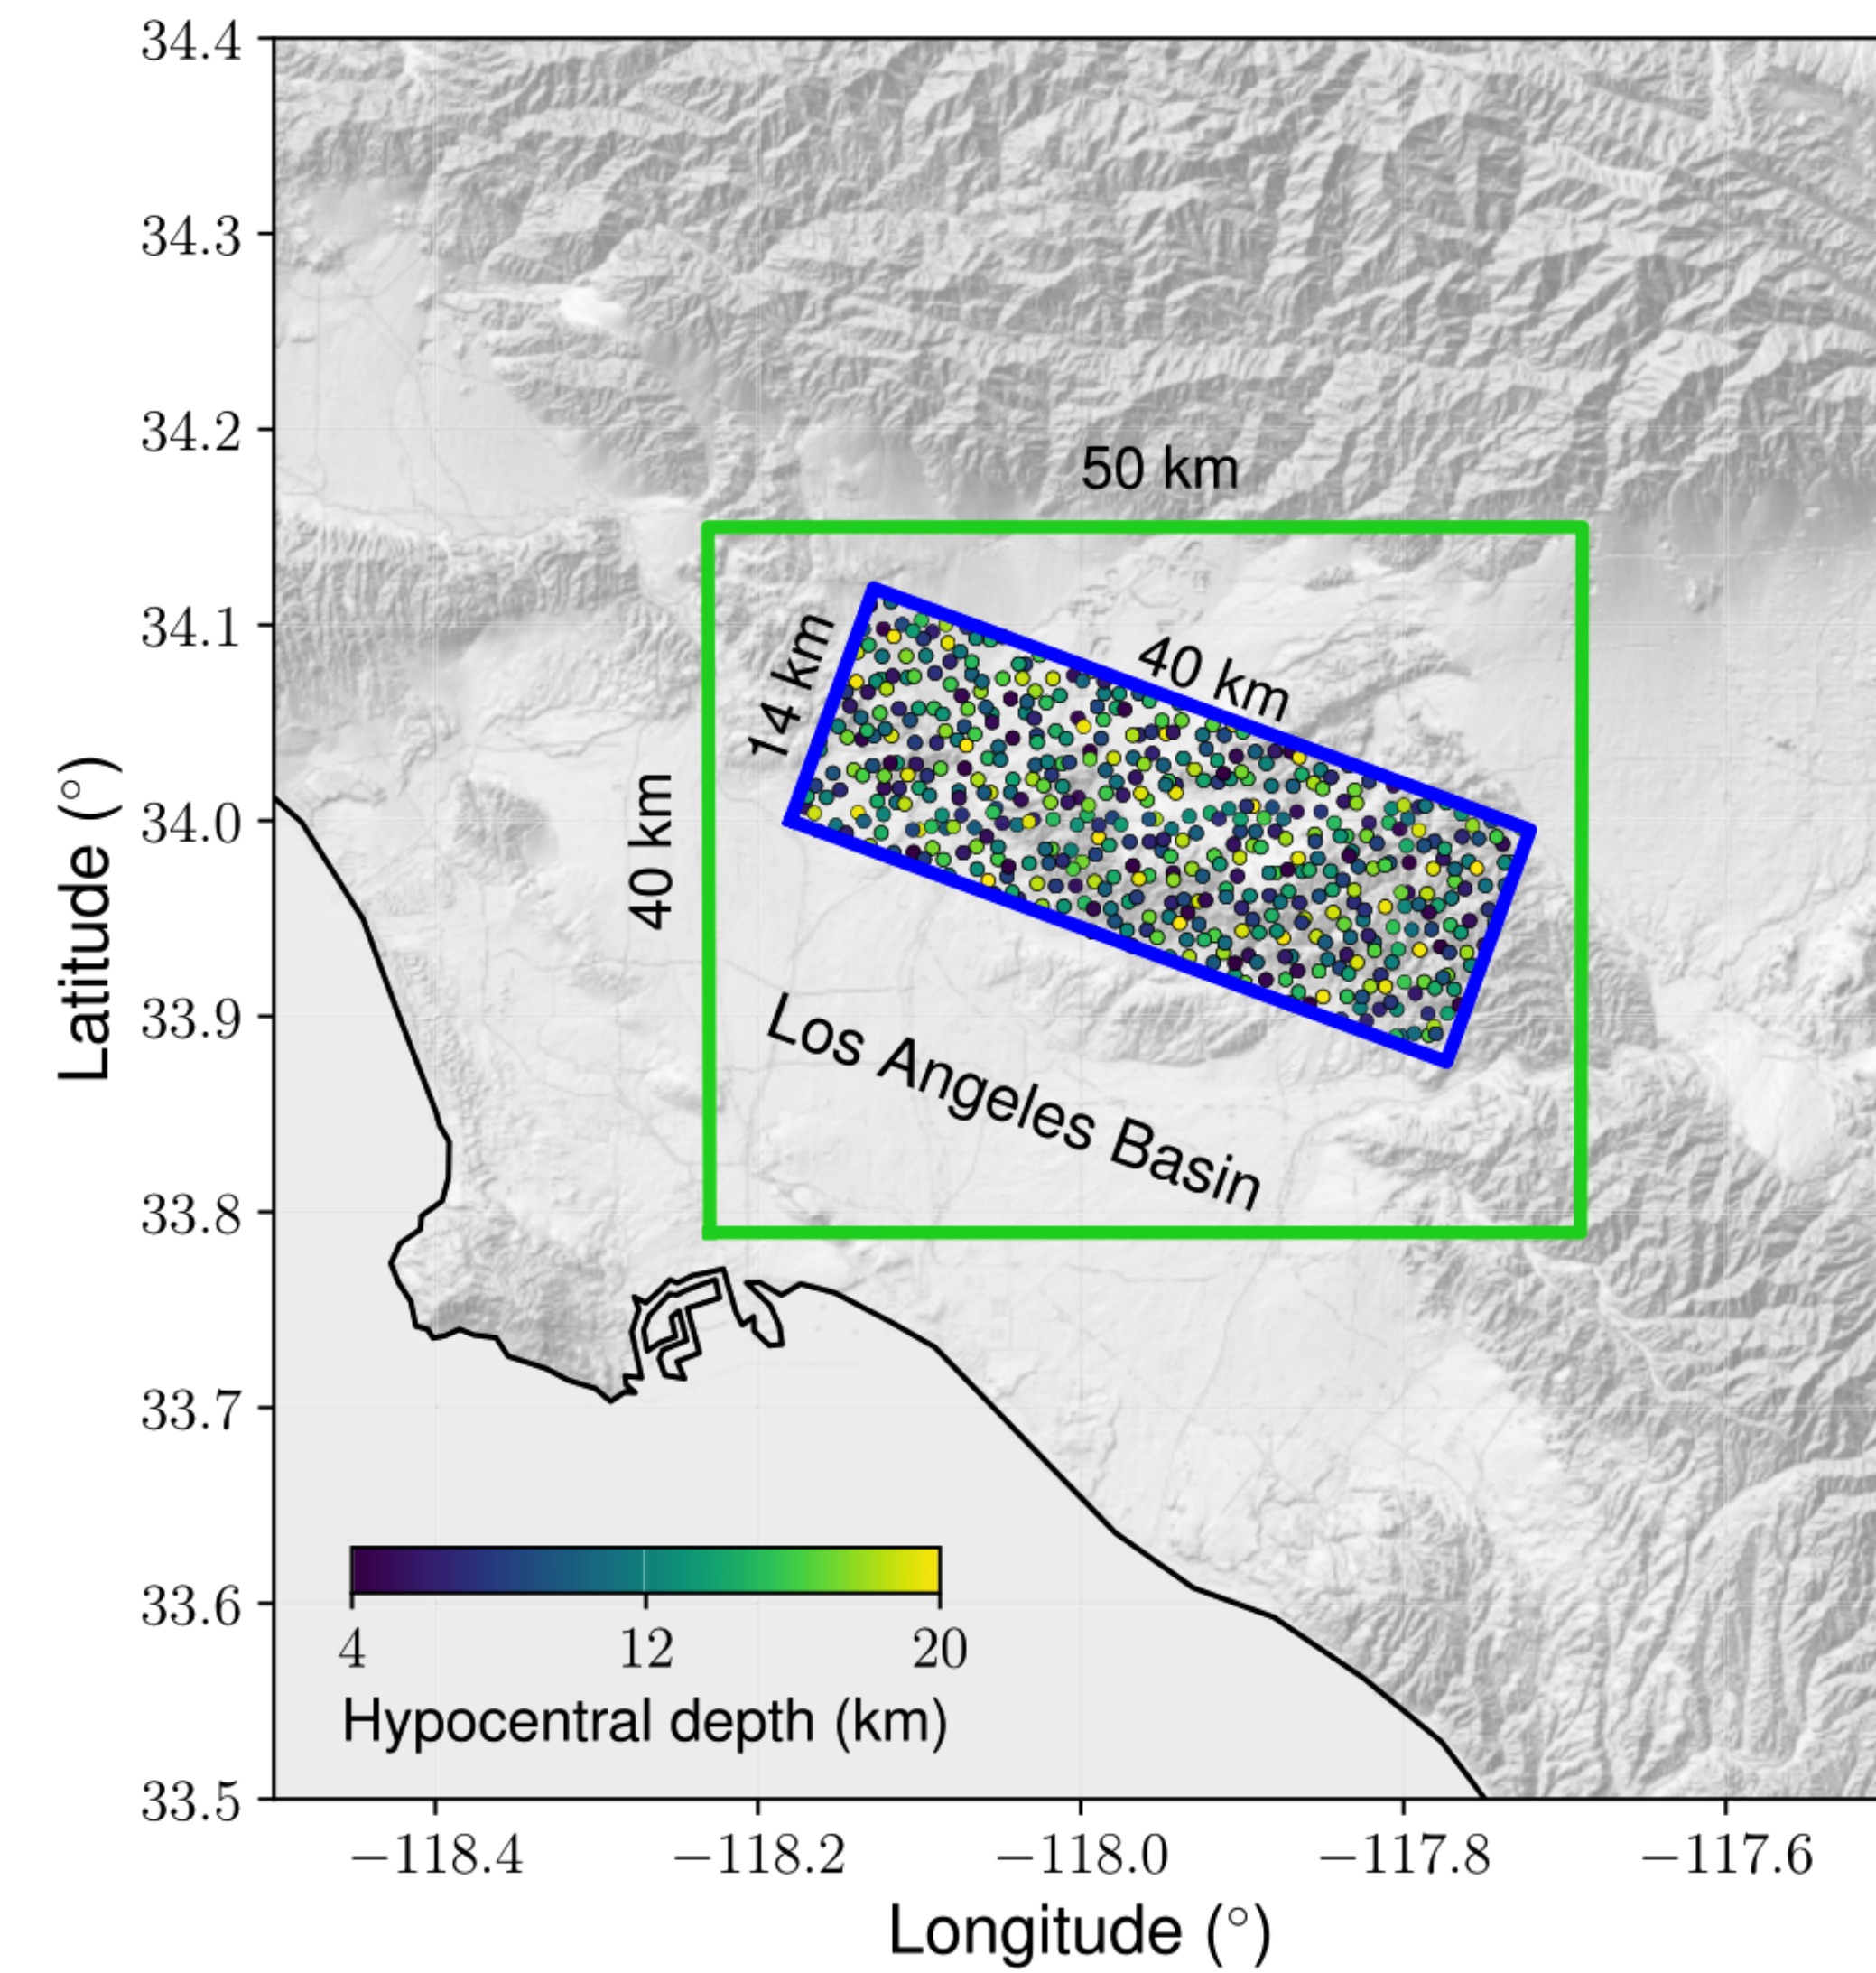 34.4
34.3
34.2
34.1
34.0
33.9
33.8
33.7
33.6
33.5
Latitude (°)
50 km
40 km
14 km
40 km
Los Angeles Basin
4 12 20
Hypocentral depth (km)
−118.4 −118.2 −118.0 −117.8 −117.6
Longitude (°)